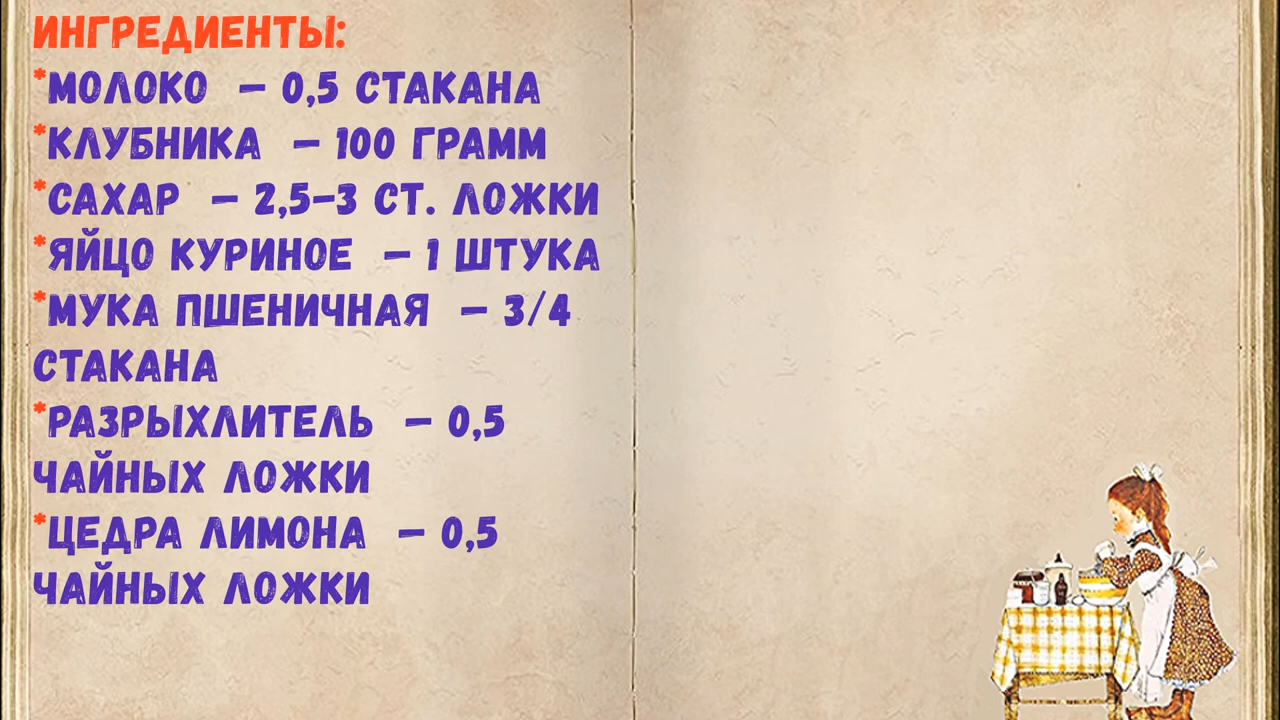 ИНГРЕДИЕНТЫ:
*МОЛОКО – 0,5 СТАКАНА
*КЛУБНИКА – 100 ГРАММ
*САХАР – 2,5-3 СТ. ЛОЖКИ
*ЯЙЦО КУРИНОЕ – 1 ШТУКА
*МУКА ПШЕНИЧНАЯ – 3/4
СТАКАНА
*РАЗРЫХЛИТЕЛЬ – 0,5
ЧАЙНЫХ ЛОЖКИ
*ЦЕДРА ЛИМОНА – 0,5
ЧАЙНЫХ ЛОЖКИ